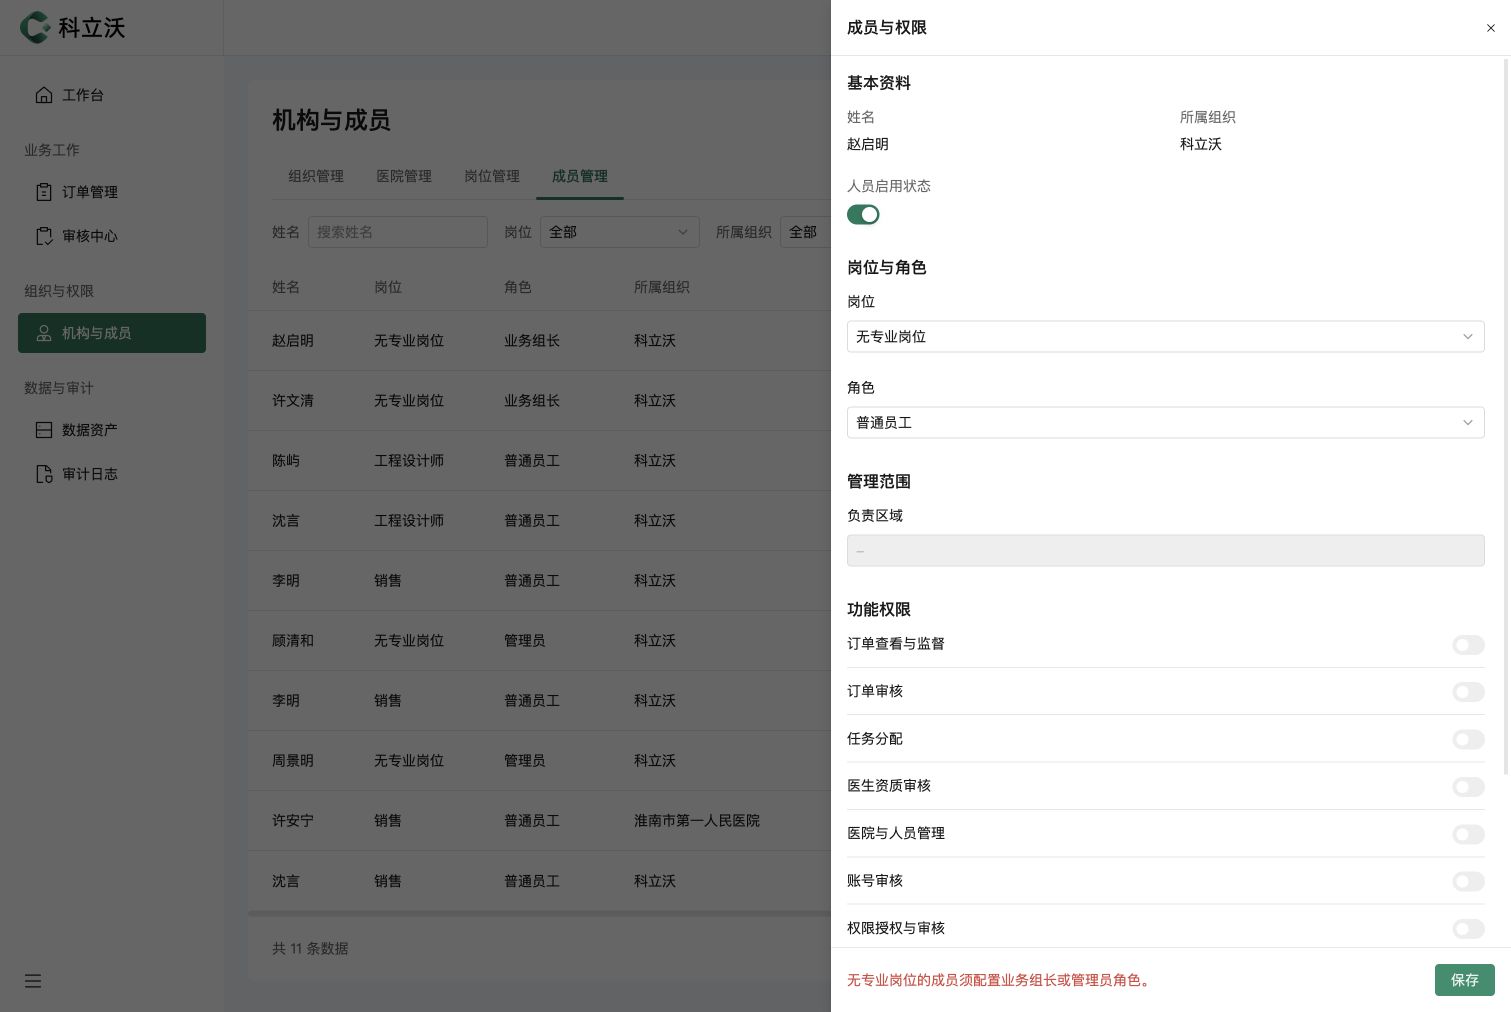 科立沃
工作台
业务工作
订单管理
审核中心
组织与权限
机构与成员
数据与审计
数据资产
审计日志
机构与成员
组织管理 医院管理 岗位管理 成员管理
姓名 搜索姓名 岗位 全部 所属组织 全部
姓名 岗位 角色 所属组织
赵启明 无专业岗位 业务组长 科立沃
许文清 无专业岗位 业务组长 科立沃
陈屿 工程设计师 普通员工 科立沃
沈言 工程设计师 普通员工 科立沃
李明 销售 普通员工 科立沃
顾清和 无专业岗位 管理员 科立沃
李明 销售 普通员工 科立沃
周景明 无专业岗位 管理员 科立沃
许安宁 销售 普通员工 淮南市第一人民医院
沈言 销售 普通员工 科立沃
共 11 条数据
成员与权限
基本资料
姓名 所属组织
赵启明 科立沃
人员启用状态
岗位与角色
岗位
无专业岗位
角色
普通员工
管理范围
负责区域
–
功能权限
订单查看与监督
订单审核
任务分配
医生资质审核
医院与人员管理
账号审核
权限授权与审核
无专业岗位的成员须配置业务组长或管理员角色。
保存